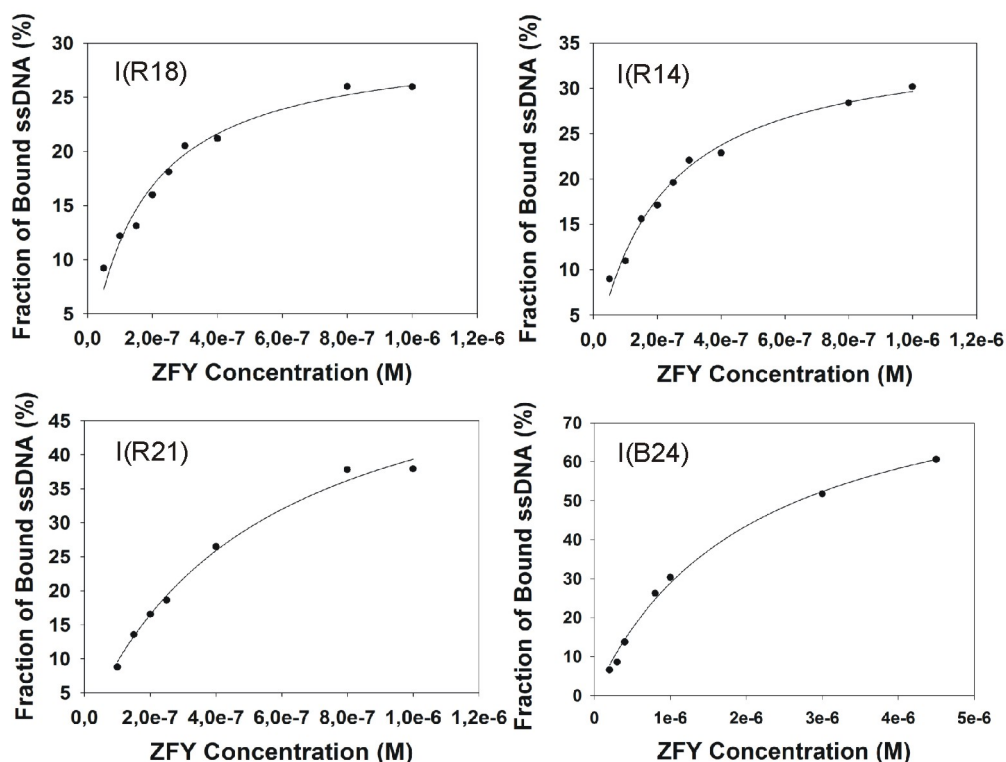 Fraction of Bound ssDNA (%)
30
25
20
15
10
5
I(R18)
0,0 2,0e-7 4,0e-7 6,0e-7 8,0e-7 1,0e-6 1,2e-6
ZFY Concentration (M)
Fraction of Bound ssDNA (%)
35
30
25
20
15
10
5
I(R14)
0,0 2,0e-7 4,0e-7 6,0e-7 8,0e-7 1,0e-6 1,2e-6
ZFY Concentration (M)
Fraction of Bound ssDNA (%)
45
40
35
30
25
20
15
10
5
I(R21)
0,0 2,0e-7 4,0e-7 6,0e-7 8,0e-7 1,0e-6 1,2e-6
ZFY Concentration (M)
Fraction of Bound ssDNA (%)
70
60
50
40
30
20
10
0
I(B24)
0 1e-6 2e-6 3e-6 4e-6 5e-6
ZFY Concentration (M)